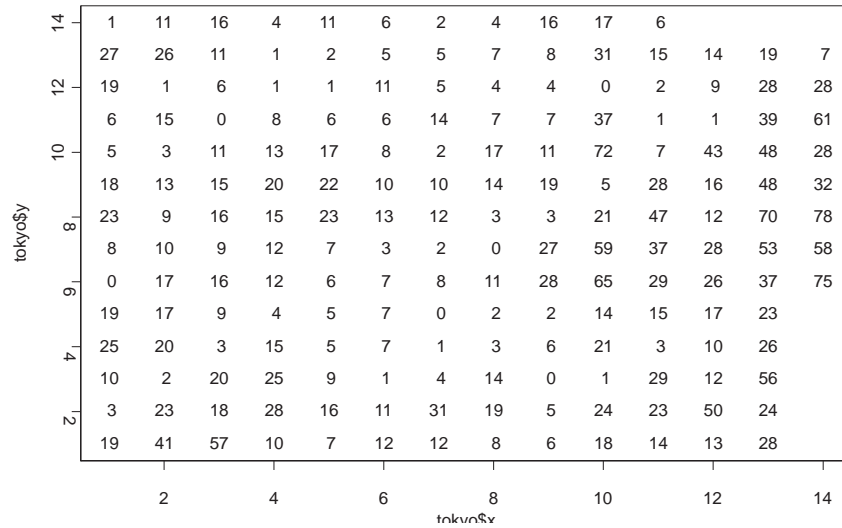 14 1 11 16 4 11 6 2 4 16 17 6
27 26 11 1 2 5 5 7 8 31 15 14 19 7
12 19 1 6 1 1 11 5 4 4 0 2 9 28 28
6 15 0 8 6 6 14 7 7 37 1 1 39 61
10 5 3 11 13 17 8 2 17 11 72 7 43 48 28
18 13 15 20 22 10 10 14 19 5 28 16 48 32
8 23 9 16 15 23 13 12 3 3 21 47 12 70 78
tokyo$y
8 10 9 12 7 3 2 0 27 59 37 28 53 58
6 0 17 16 12 6 7 8 11 28 65 29 26 37 75
19 17 9 4 5 7 0 2 2 14 15 17 23
4 25 20 3 15 5 7 1 3 6 21 3 10 26
10 2 20 25 9 1 4 14 0 1 29 12 56
2 3 23 18 28 16 11 31 19 5 24 23 50 24
19 41 57 10 7 12 12 8 6 18 14 13 28
2 4 6 8 10 12 14
tokyo$x